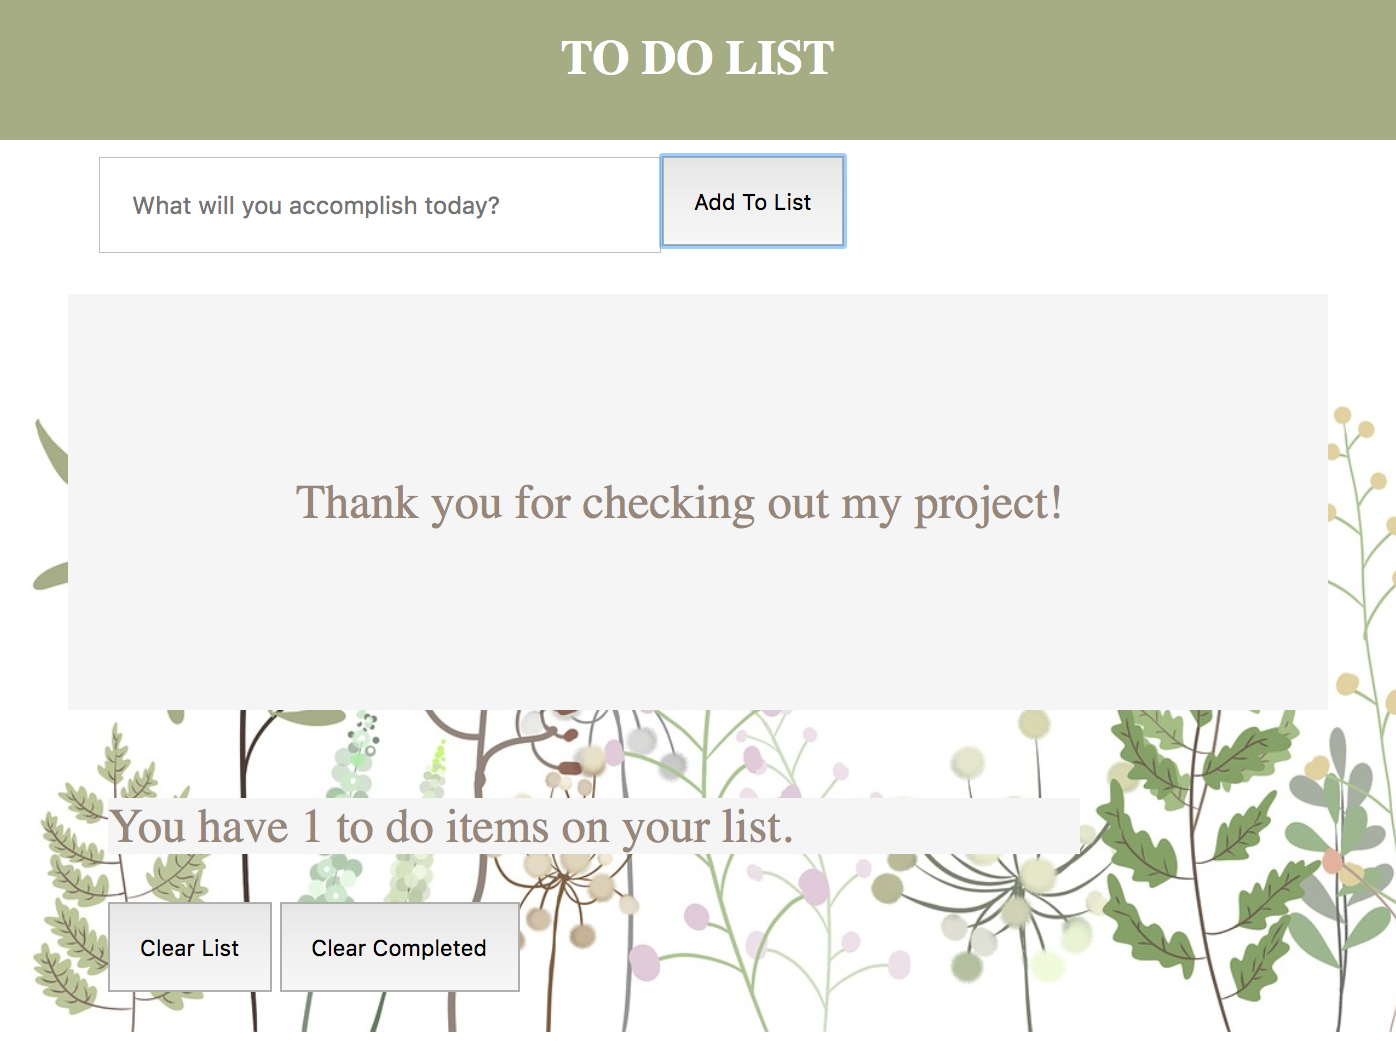 TO DO LIST
What will you accomplish today?
Add To List
Thank you for checking out my project!
You have 1 to do items on your list.
Clear List
Clear Completed